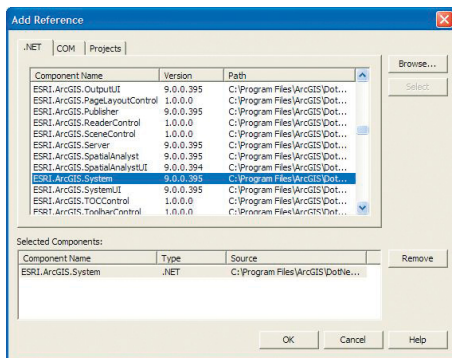 Add Reference
.NET COM Projects
Component Name Version Path
ESRI.ArcGIS.OutputUI 9.0.0.395 C:\Program Files\ArcGIS\Dot...
ESRI.ArcGIS.PageLayoutControl 1.0.0.0 C:\Program Files\ArcGIS\Dot...
ESRI.ArcGIS.Publisher 9.0.0.395 C:\Program Files\ArcGIS\Dot...
ESRI.ArcGIS.ReaderControl 1.0.0.0 C:\Program Files\ArcGIS\Dot...
ESRI.ArcGIS.SceneControl 1.0.0.0 C:\Program Files\ArcGIS\Dot...
ESRI.ArcGIS.Server 9.0.0.395 C:\Program Files\ArcGIS\Dot...
ESRI.ArcGIS.SpatialAnalyst 9.0.0.395 C:\Program Files\ArcGIS\Dot...
ESRI.ArcGIS.SpatialAnalystUI 9.0.0.394 C:\Program Files\ArcGIS\Dot...
ESRI.ArcGIS.System 9.0.0.395 C:\Program Files\ArcGIS\Dot...
ESRI.ArcGIS.SystemUI 9.0.0.395 C:\Program Files\ArcGIS\Dot...
ESRI.ArcGIS.TOCControl 1.0.0.0 C:\Program Files\ArcGIS\Dot...
ESRI.ArcGIS.ToolbarControl 1.0.0.0 C:\Program Files\ArcGIS\Dot...
Browse...
Select
Selected Components:
Component Name Type Source
ESRI.ArcGIS.System .NET C:\Program Files\ArcGIS\DotNe...
Remove
OK Cancel Help